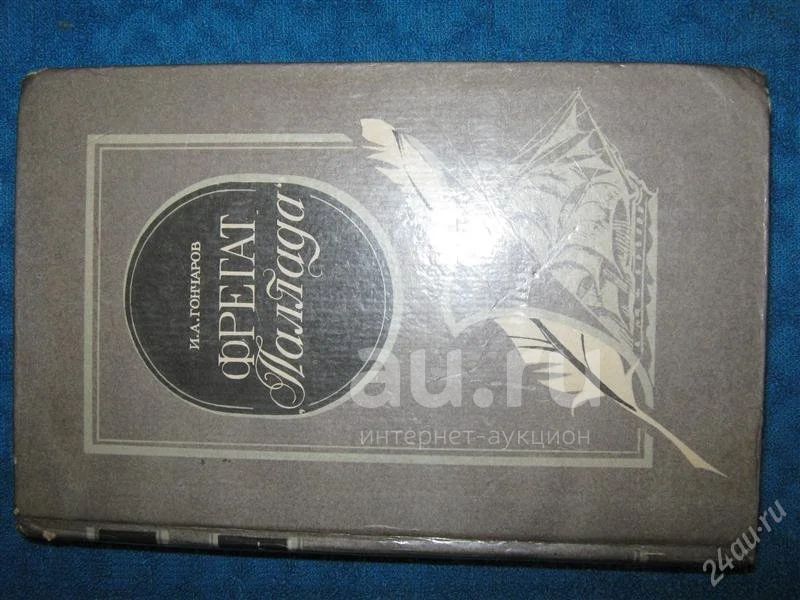 И.А.ГОНЧАРОВ
ФРЕГАТ
„Паллада“
au.ru
интернет-аукцион
24au.ru